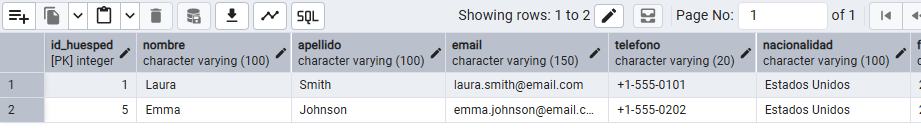 SQL Showing rows: 1 to 2 Page No: 1 of 1
id_huesped nombre apellido email telefono nacionalidad
[PK] integer character varying (100) character varying (100) character varying (150) character varying (20) character varying (100)
1 1 Laura Smith laura.smith@email.com +1-555-0101 Estados Unidos
2 5 Emma Johnson emma.johnson@email.c... +1-555-0202 Estados Unidos